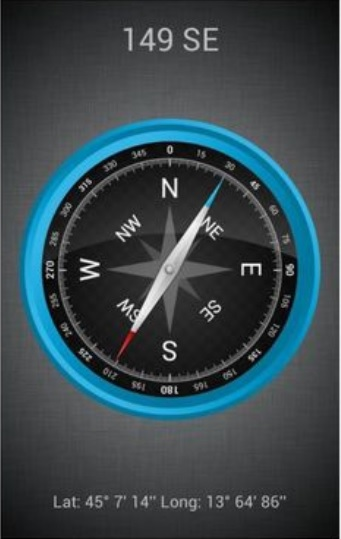 149 SE
345 0 15
330 30
315 45
300 60
285 75
270 90
255 105
240 120
225 135
210 150
195 180 165
N
NW NE
W E
SW SE
S
Lat: 45° 7' 14'' Long: 13° 64' 86''